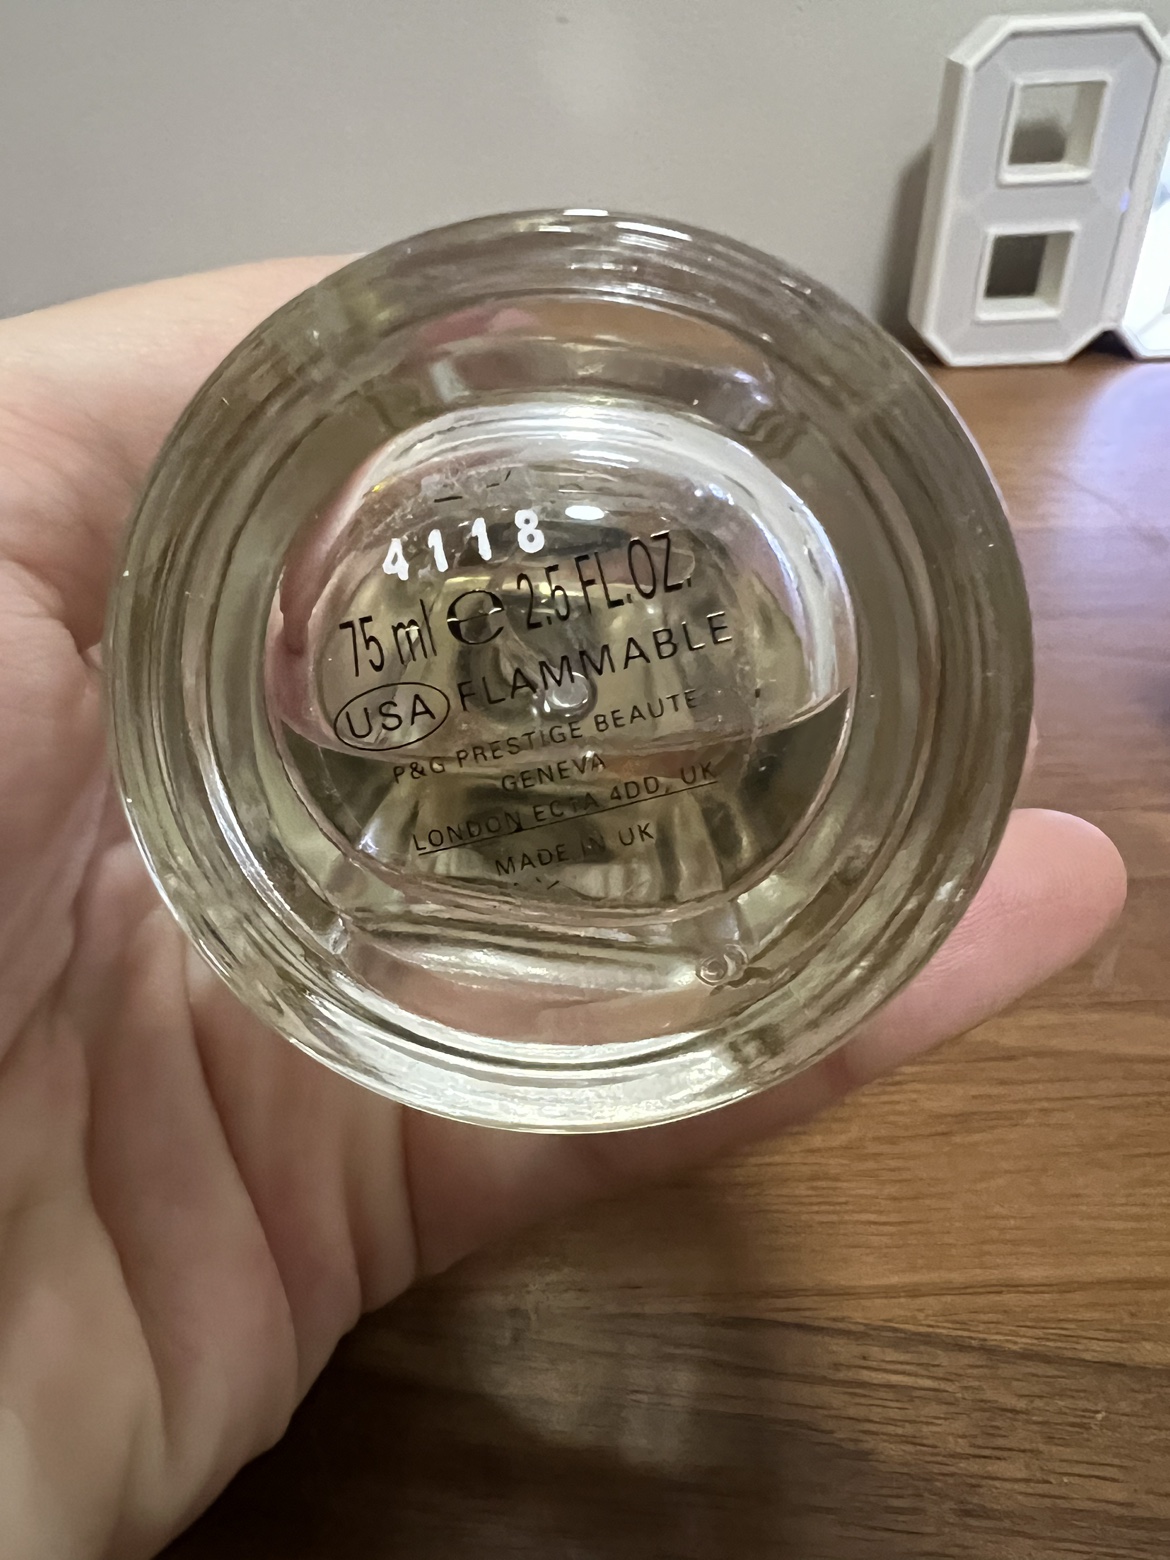 4118
75 ml e 2.5 FL.OZ.
USA FLAMMABLE
P&G PRESTIGE BEAUTE
GENEVA
LONDON EC1A 4DD, UK
MADE IN UK
8